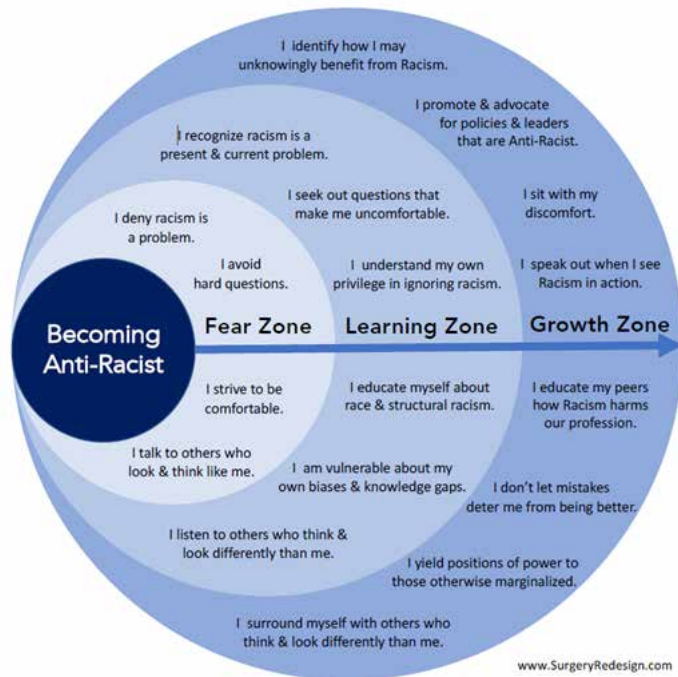 I identify how I may
unknowingly benefit from Racism.
I promote & advocate
for policies & leaders
that are Anti-Racist.
I recognize racism is a
present & current problem.
I seek out questions that
make me uncomfortable.
I sit with my
discomfort.
I deny racism is
a problem.
I avoid
hard questions.
I understand my own
privilege in ignoring racism.
I speak out when I see
Racism in action.
Becoming
Anti-Racist
Fear Zone
Learning Zone
Growth Zone
I strive to be
comfortable.
I educate myself about
race & structural racism.
I educate my peers
how Racism harms
our profession.
I talk to others who
look & think like me.
I am vulnerable about my
own biases & knowledge gaps.
I don't let mistakes
deter me from being better.
I listen to others who think &
look differently than me.
I yield positions of power to
those otherwise marginalized.
I surround myself with others who
think & look differently than me.
www.SurgeryRedesign.com